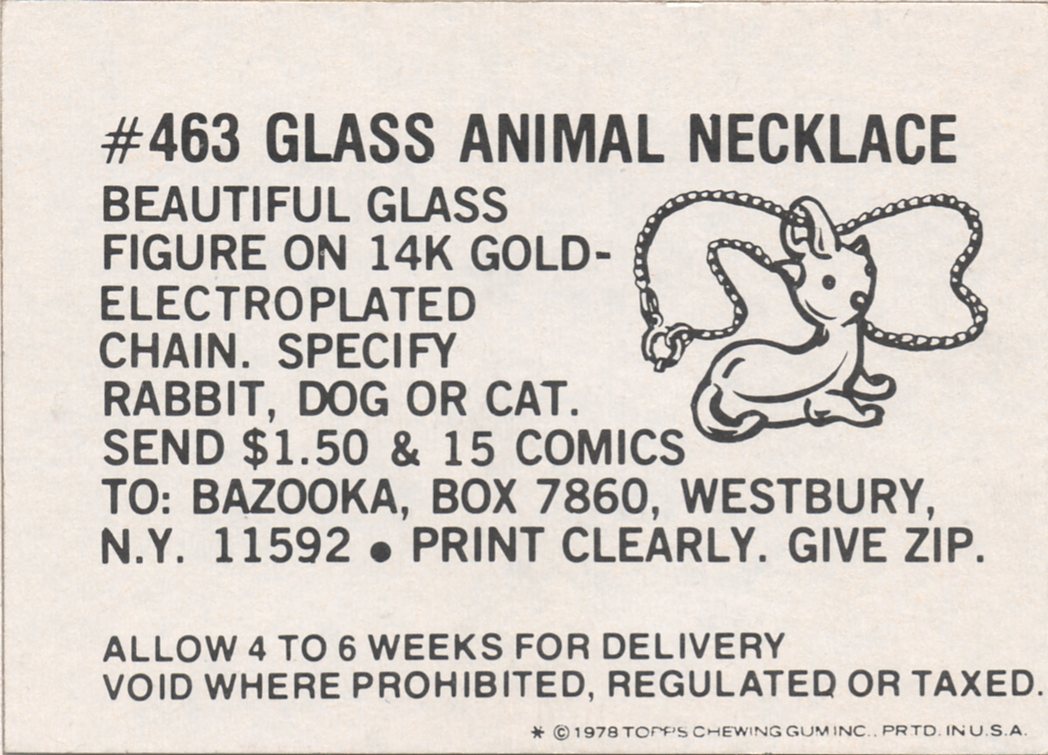 #463 GLASS ANIMAL NECKLACE
BEAUTIFUL GLASS
FIGURE ON 14K GOLD-
ELECTROPLATED
CHAIN. SPECIFY
RABBIT, DOG OR CAT.
SEND $1.50 & 15 COMICS
TO: BAZOOKA, BOX 7860, WESTBURY,
N.Y. 11592 ● PRINT CLEARLY. GIVE ZIP.
ALLOW 4 TO 6 WEEKS FOR DELIVERY
VOID WHERE PROHIBITED, REGULATED OR TAXED.
* ©1978 TOPPS CHEWING GUM INC., PRTD. IN U.S.A.